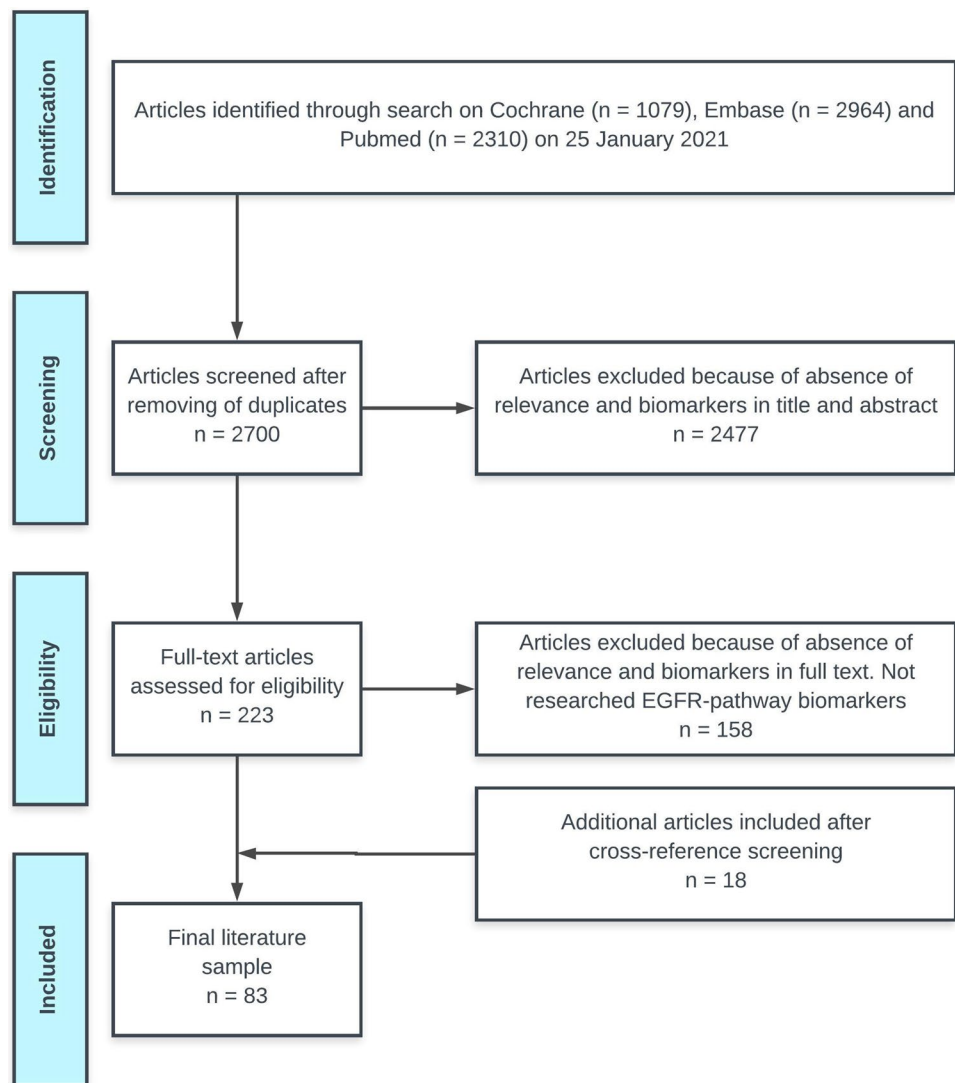 Identification
Articles identified through search on Cochrane (n = 1079), Embase (n = 2964) and
Pubmed (n = 2310) on 25 January 2021
Screening
Articles screened after
removing of duplicates
n = 2700
Articles excluded because of absence of
relevance and biomarkers in title and abstract
n = 2477
Eligibility
Full-text articles
assessed for eligibility
n = 223
Articles excluded because of absence of
relevance and biomarkers in full text. Not
researched EGFR-pathway biomarkers
n = 158
Additional articles included after
cross-reference screening
n = 18
Included
Final literature
sample
n = 83